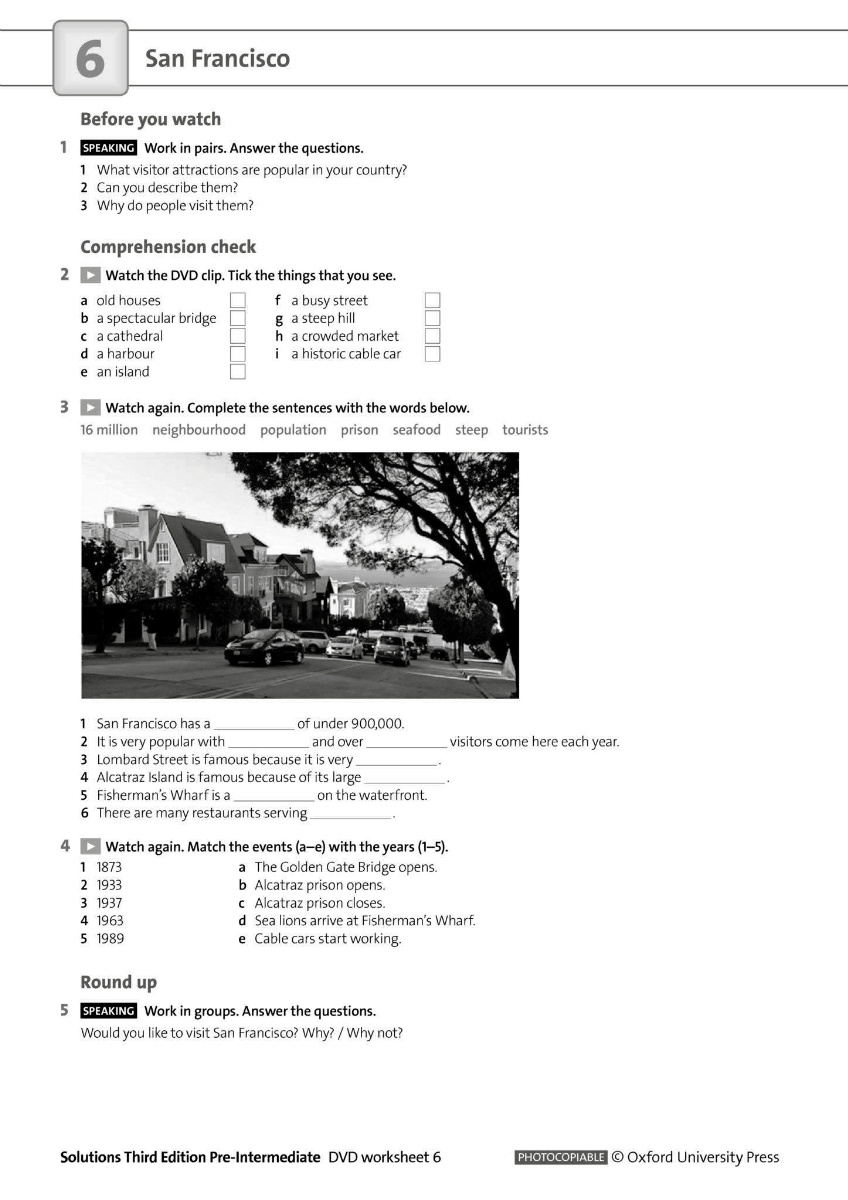 6
San Francisco
Before you watch
1 SPEAKING Work in pairs. Answer the questions.
1 What visitor attractions are popular in your country?
2 Can you describe them?
3 Why do people visit them?
Comprehension check
2 Watch the DVD clip. Tick the things that you see.
a old houses
b a spectacular bridge
c a cathedral
d a harbour
e an island
f a busy street
g a steep hill
h a crowded market
i a historic cable car
3 Watch again. Complete the sentences with the words below.
16 million neighbourhood population prison seafood steep tourists
1 San Francisco has a ____________ of under 900,000.
2 It is very popular with ____________ and over ____________ visitors come here each year.
3 Lombard Street is famous because it is very ____________.
4 Alcatraz Island is famous because of its large ____________.
5 Fisherman's Wharf is a ____________ on the waterfront.
6 There are many restaurants serving ____________.
4 Watch again. Match the events (a–e) with the years (1–5).
1 1873
2 1933
3 1937
4 1963
5 1989
a The Golden Gate Bridge opens.
b Alcatraz prison opens.
c Alcatraz prison closes.
d Sea lions arrive at Fisherman's Wharf.
e Cable cars start working.
Round up
5 SPEAKING Work in groups. Answer the questions.
Would you like to visit San Francisco? Why? / Why not?
Solutions Third Edition Pre-Intermediate DVD worksheet 6
PHOTOCOPIABLE © Oxford University Press